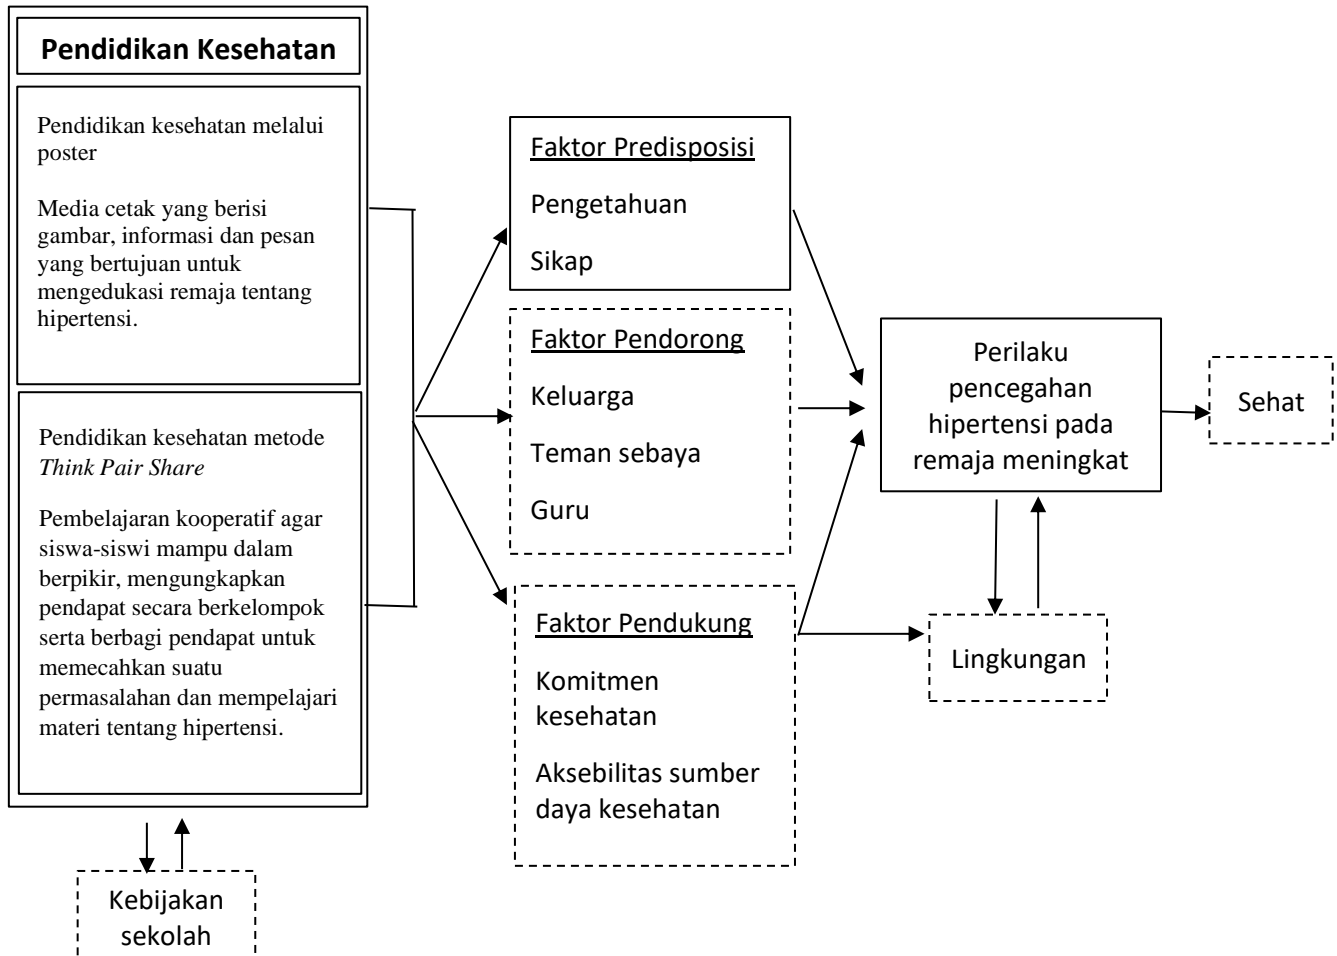 Pendidikan Kesehatan
Pendidikan kesehatan melalui
poster
Media cetak yang berisi
gambar, informasi dan pesan
yang bertujuan untuk
mengedukasi remaja tentang
hipertensi.
Pendidikan kesehatan metode
Think Pair Share
Pembelajaran kooperatif agar
siswa-siswi mampu dalam
berpikir, mengungkapkan
pendapat secara berkelompok
serta berbagi pendapat untuk
memecahkan suatu
permasalahan dan mempelajari
materi tentang hipertensi.
Kebijakan
sekolah
Faktor Predisposisi
Pengetahuan
Sikap
Faktor Pendorong
Keluarga
Teman sebaya
Guru
Faktor Pendukung
Komitmen
kesehatan
Aksebilitas sumber
daya kesehatan
Perilaku
pencegahan
hipertensi pada
remaja meningkat
Lingkungan
Sehat